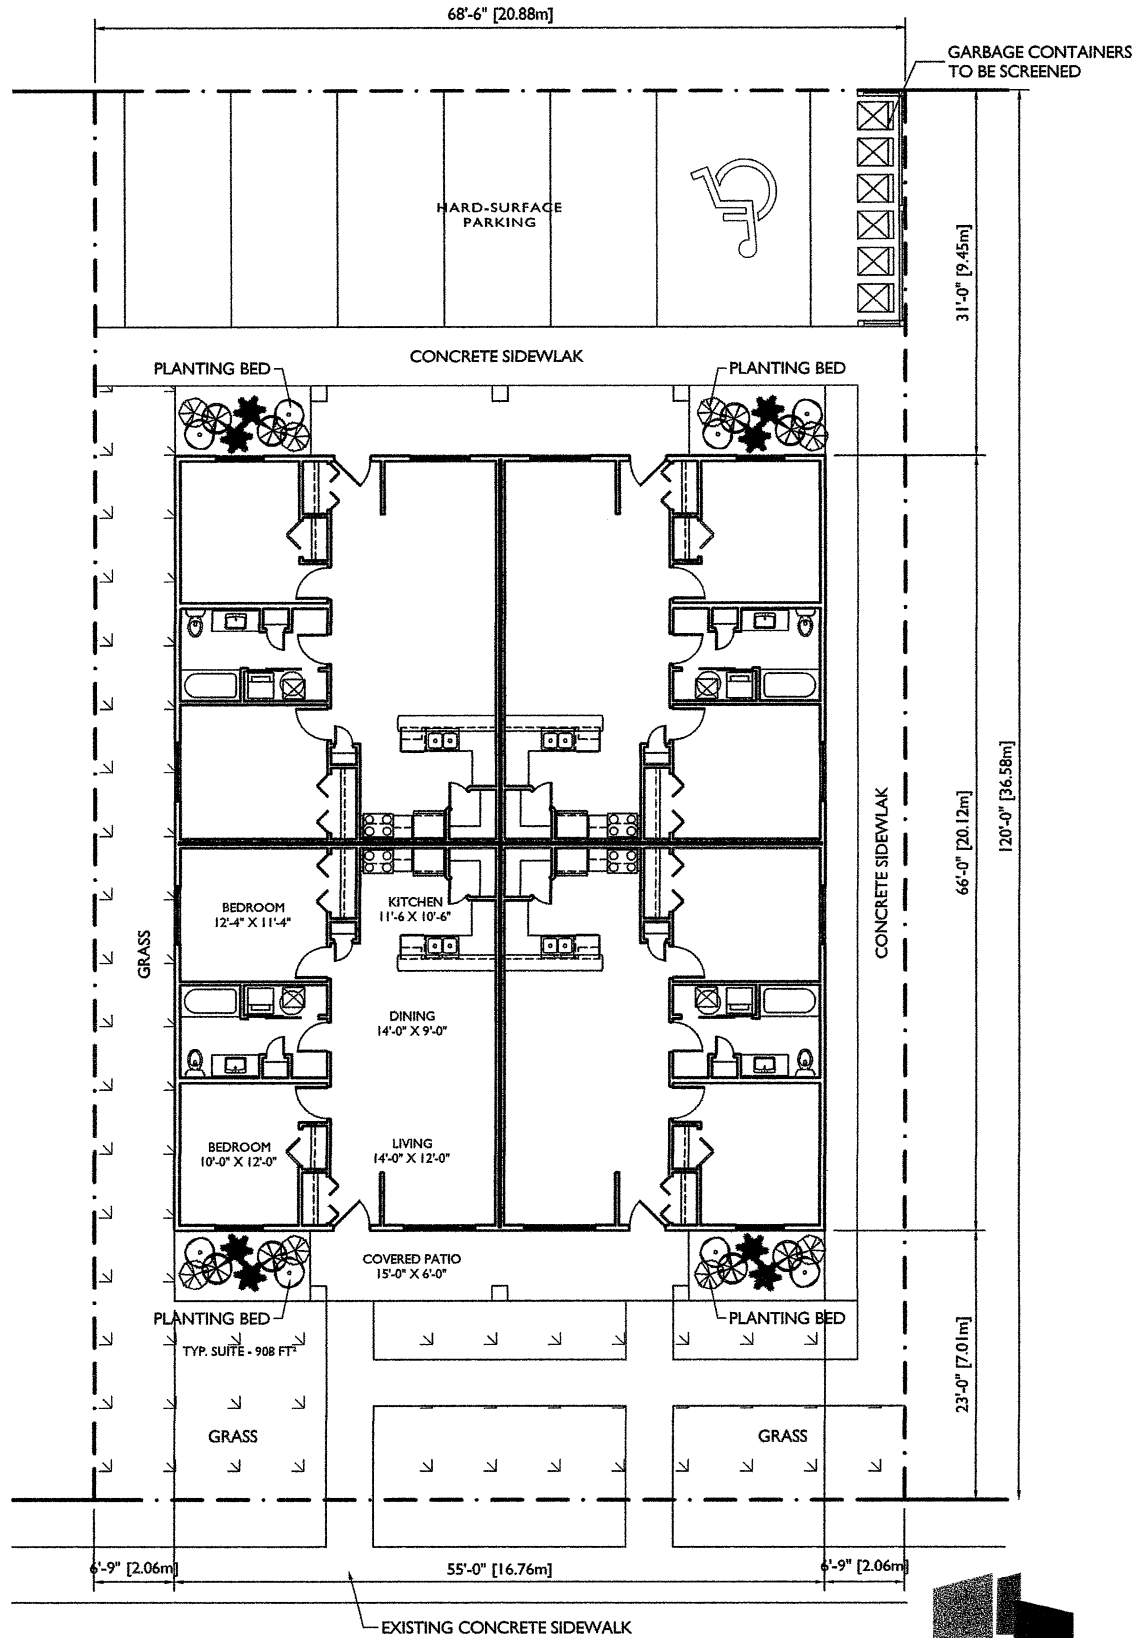 68'-6" [20.88m]
GARBAGE CONTAINERS
TO BE SCREENED
HARD-SURFACE
PARKING
31'-0" [9.45m]
CONCRETE SIDEWLAK
PLANTING BED
PLANTING BED
120'-0" [36.58m]
66'-0" [20.12m]
CONCRETE SIDEWLAK
BEDROOM
12'-4" X 11'-4"
KITCHEN
11'-6 X 10'-6"
GRASS
DINING
14'-0" X 9'-0"
BEDROOM
10'-0" X 12'-0"
LIVING
14'-0" X 12'-0"
COVERED PATIO
15'-0" X 6'-0"
PLANTING BED
PLANTING BED
TYP. SUITE - 908 FT²
23'-0" [7.01m]
GRASS
GRASS
6'-9" [2.06m]
55'-0" [16.76m]
6'-9" [2.06m]
EXISTING CONCRETE SIDEWALK